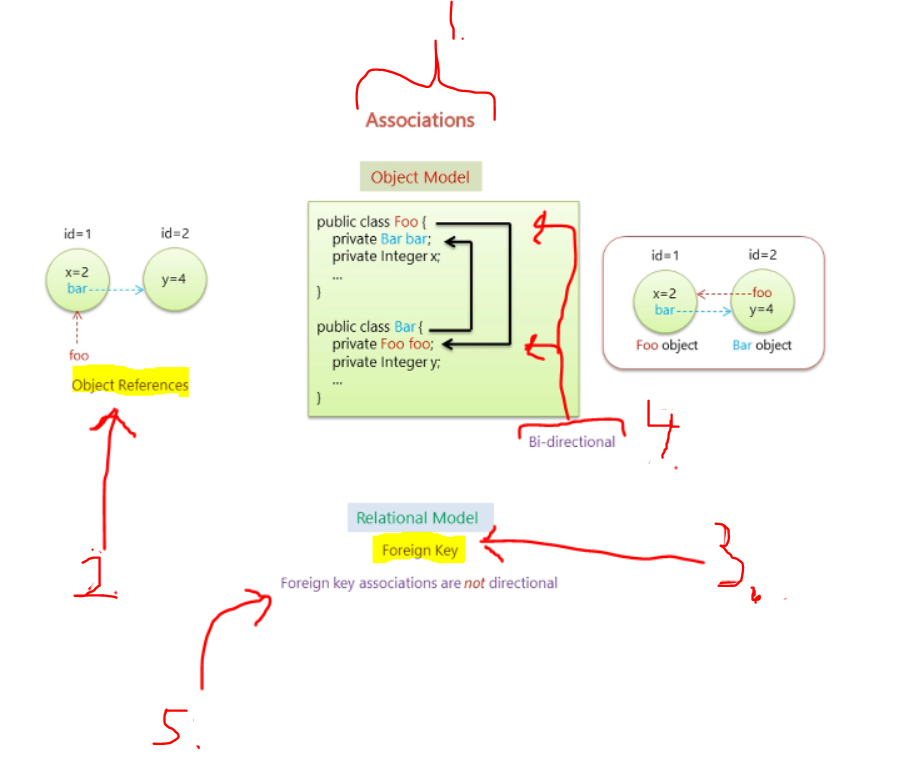 1.
Associations
Object Model
id=1
id=2
x=2
bar
y=4
foo
Object References
public class Foo {
private Bar bar;
private Integer x;
...
}
public class Bar {
private Foo foo;
private Integer y;
...
}
id=1
id=2
x=2
bar
foo
y=4
Foo object
Bar object
Bi-directional
4.
Relational Model
Foreign Key
Foreign key associations are not directional
2.
3.
5.